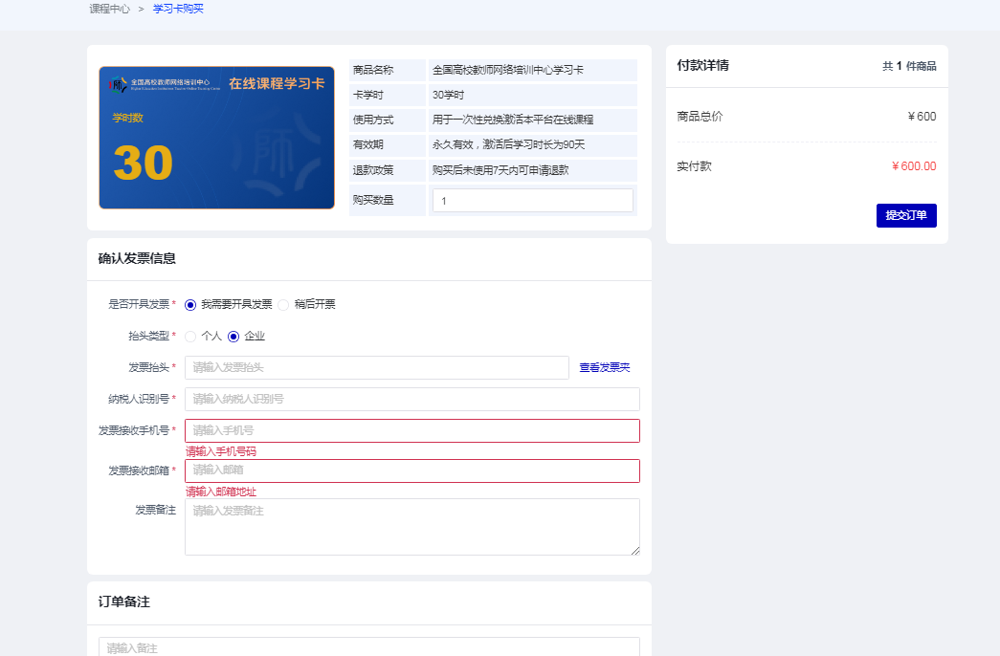 课程中心 > 学习卡购买
全国高校教师网络培训中心
在线课程学习卡
学时数
30
商品名称 全国高校教师网络培训中心学习卡
卡学时 30学时
使用方式 用于一次性兑换激活本平台在线课程
有效期 永久有效，激活后学习时长为90天
退款政策 购买后未使用7天内可申请退款
购买数量 1
付款详情 共 1 件商品
商品总价 ¥600
实付款 ¥600.00
提交订单
确认发票信息
是否开具发票* 我需要开具发票 稍后开票
抬头类型* 个人 企业
发票抬头* 请输入发票抬头 查看发票夹
纳税人识别号* 请输入纳税人识别号
发票接收手机号* 请输入手机号
请输入手机号码
发票接收邮箱* 请输入邮箱
请输入邮箱地址
发票备注 请输入发票备注
订单备注
请输入备注